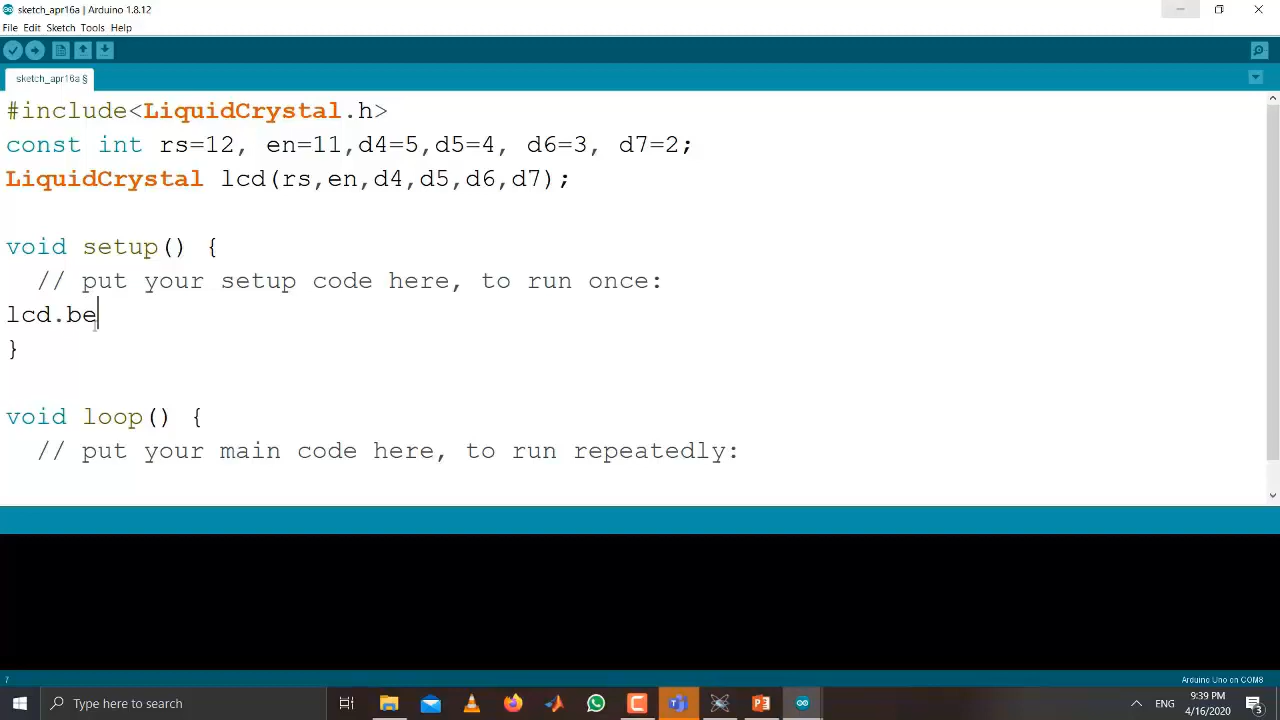 sketch_apr16a | Arduino 1.8.12
File Edit Sketch Tools Help
sketch_apr16a §
#include<LiquidCrystal.h>
const int rs=12, en=11,d4=5,d5=4, d6=3, d7=2;
LiquidCrystal lcd(rs,en,d4,d5,d6,d7);
void setup() {
// put your setup code here, to run once:
lcd.be
}
void loop() {
// put your main code here, to run repeatedly:
7
Arduino Uno on COM8
Type here to search
ENG
9:39 PM
4/16/2020
3